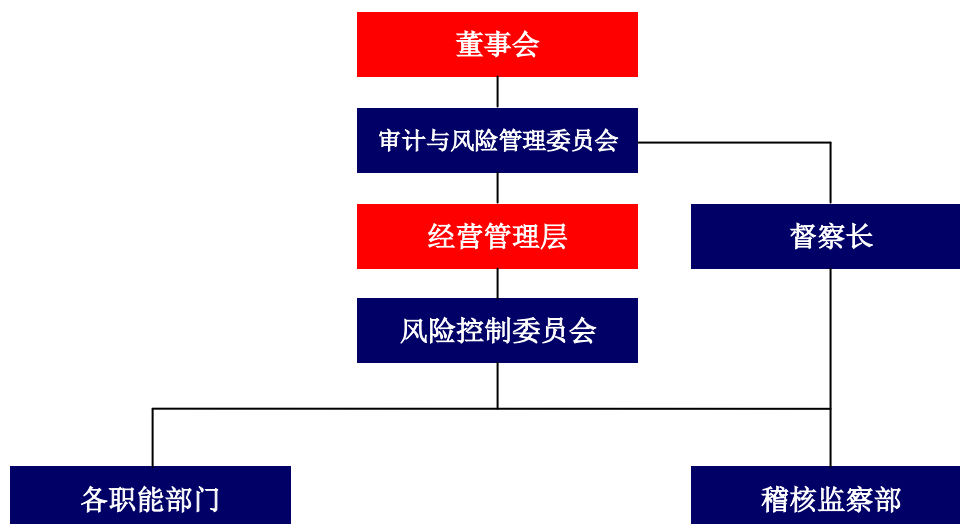 董事会
审计与风险管理委员会
经营管理层
督察长
风险控制委员会
各职能部门
稽核监察部